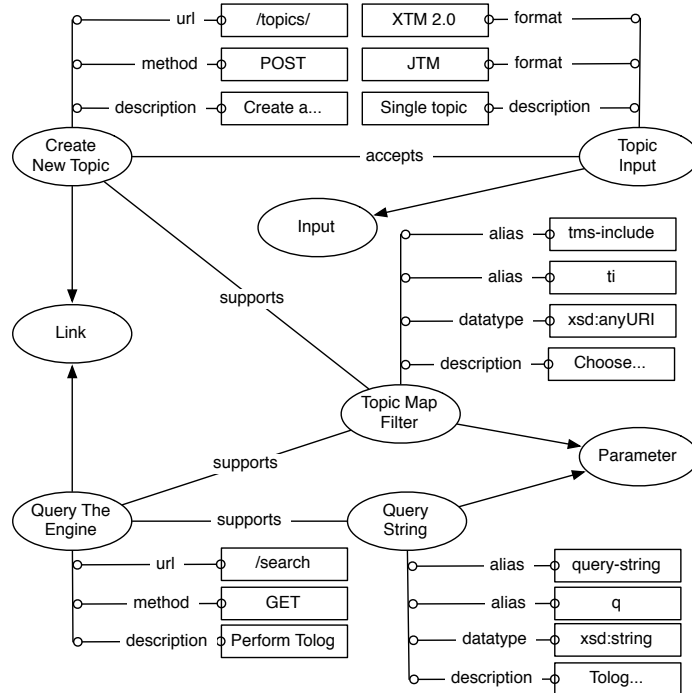 url /topics/ XTM 2.0 format
method POST JTM format
description Create a... Single topic description
Create
New Topic
accepts
Topic
Input
Input
alias tms-include
alias ti
supports
datatype xsd:anyURI
Link
description Choose...
Topic Map
Filter
Parameter
supports
Query The
Engine
supports
Query
String
url /search
alias query-string
method GET
alias q
description Perform Tolog
datatype xsd:string
description Tolog...